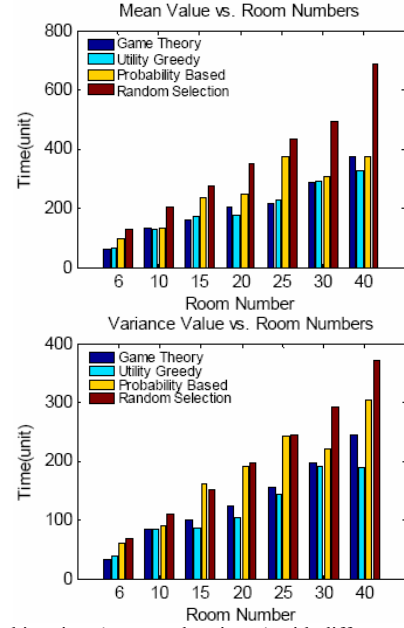 Mean Value vs. Room Numbers
800
600
400
200
0
Time(unit)
Game Theory
Utility Greedy
Probability Based
Random Selection
6 10 15 20 25 30 40
Room Number
Variance Value vs. Room Numbers
400
300
200
100
0
Time(unit)
Game Theory
Utility Greedy
Probability Based
Random Selection
6 10 15 20 25 30 40
Room Number